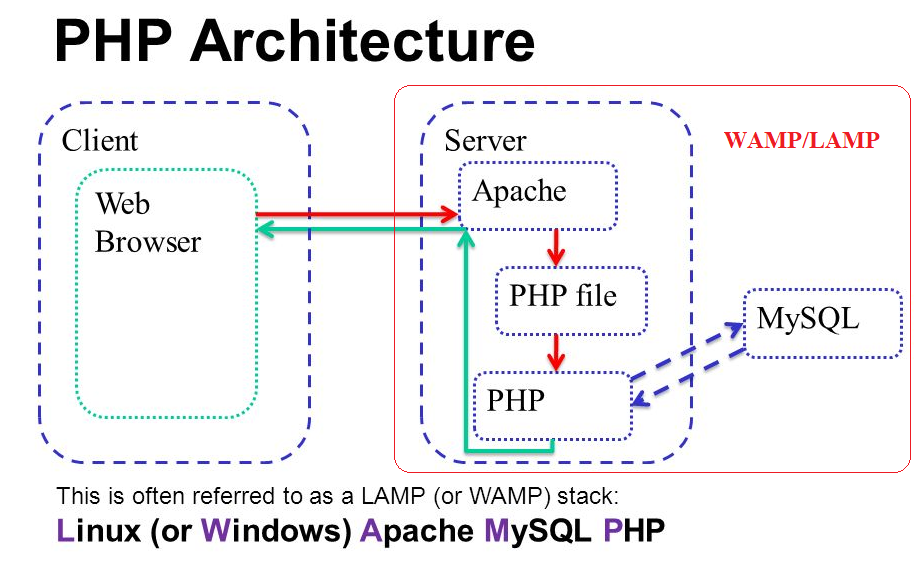 PHP Architecture
Client
Web
Browser
Server
WAMP/LAMP
Apache
PHP file
MySQL
PHP
This is often referred to as a LAMP (or WAMP) stack:
Linux (or Windows) Apache MySQL PHP